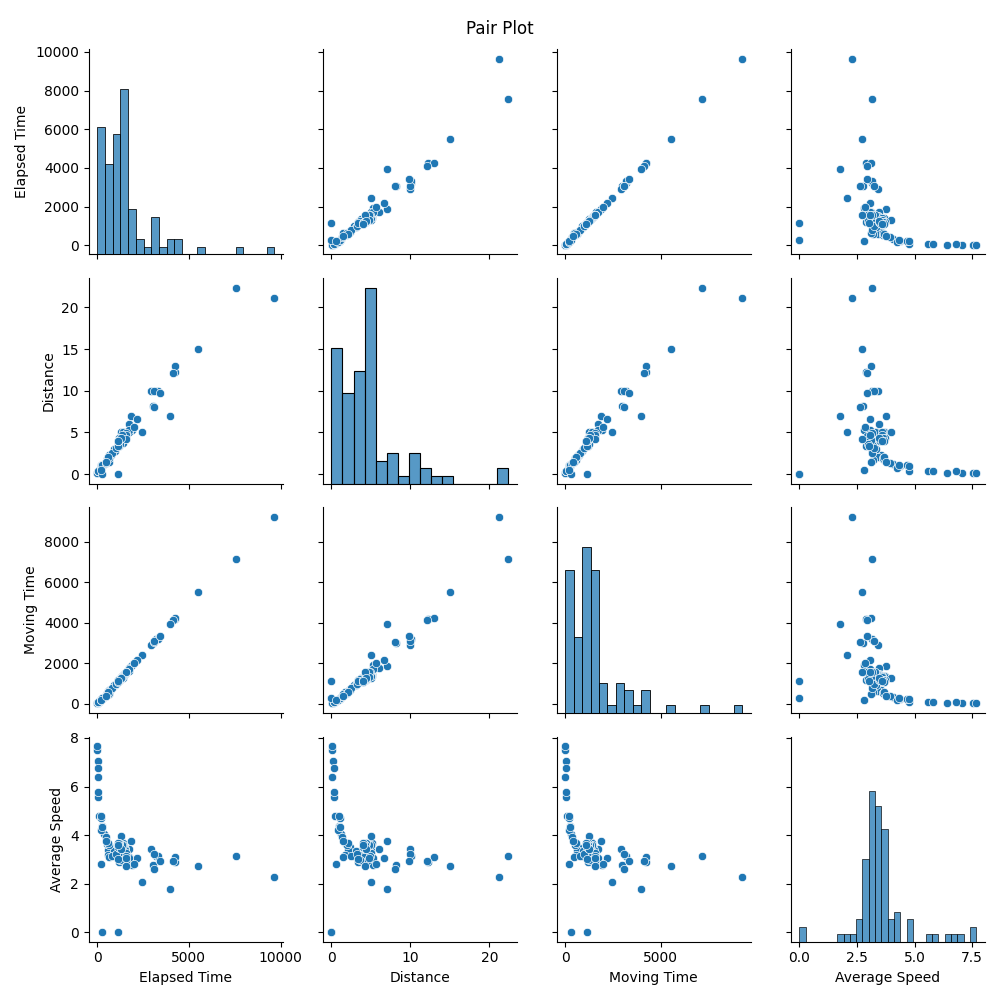 Pair Plot
10000
8000
6000
4000
2000
0
Elapsed Time
20
15
10
5
0
Distance
8000
6000
4000
2000
0
Moving Time
8
6
4
2
0
Average Speed
0 5000 10000
Elapsed Time
0 10 20
Distance
0 5000
Moving Time
0.0 2.5 5.0 7.5
Average Speed